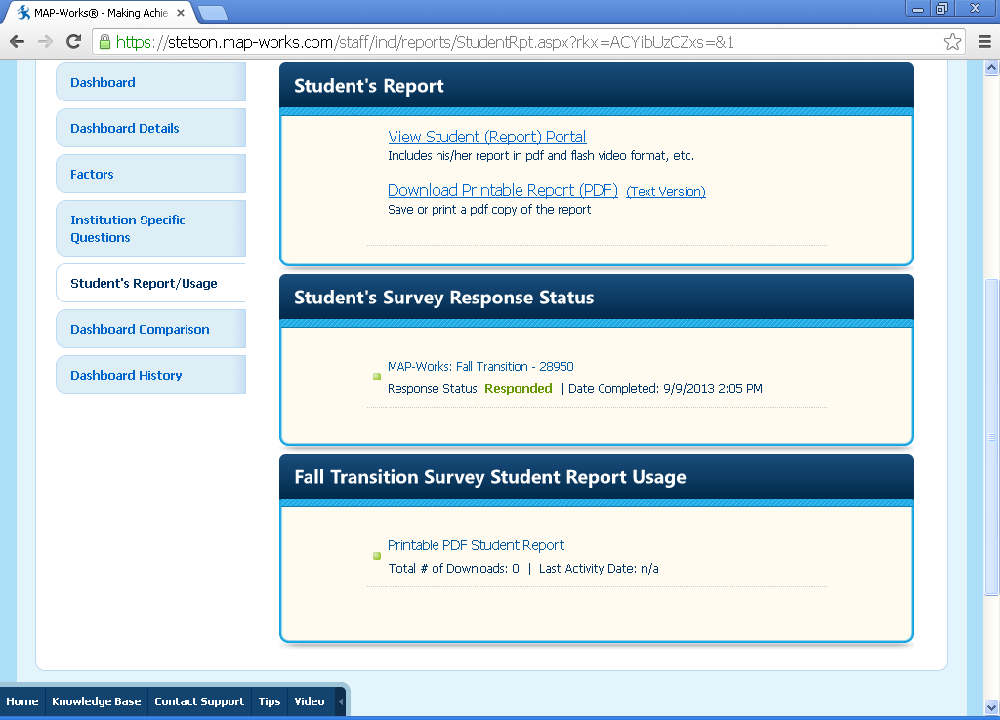 MAP-Works® - Making Achie
https://stetson.map-works.com/staff/ind/reports/StudentRpt.aspx?rkx=ACYibUzCZxs=&1
Dashboard
Dashboard Details
Factors
Institution Specific
Questions
Student's Report/Usage
Dashboard Comparison
Dashboard History
Student's Report
View Student (Report) Portal
Includes his/her report in pdf and flash video format, etc.
Download Printable Report (PDF) (Text Version)
Save or print a pdf copy of the report
Student's Survey Response Status
MAP-Works: Fall Transition - 28950
Response Status: Responded | Date Completed: 9/9/2013 2:05 PM
Fall Transition Survey Student Report Usage
Printable PDF Student Report
Total # of Downloads: 0 | Last Activity Date: n/a
Home Knowledge Base Contact Support Tips Video